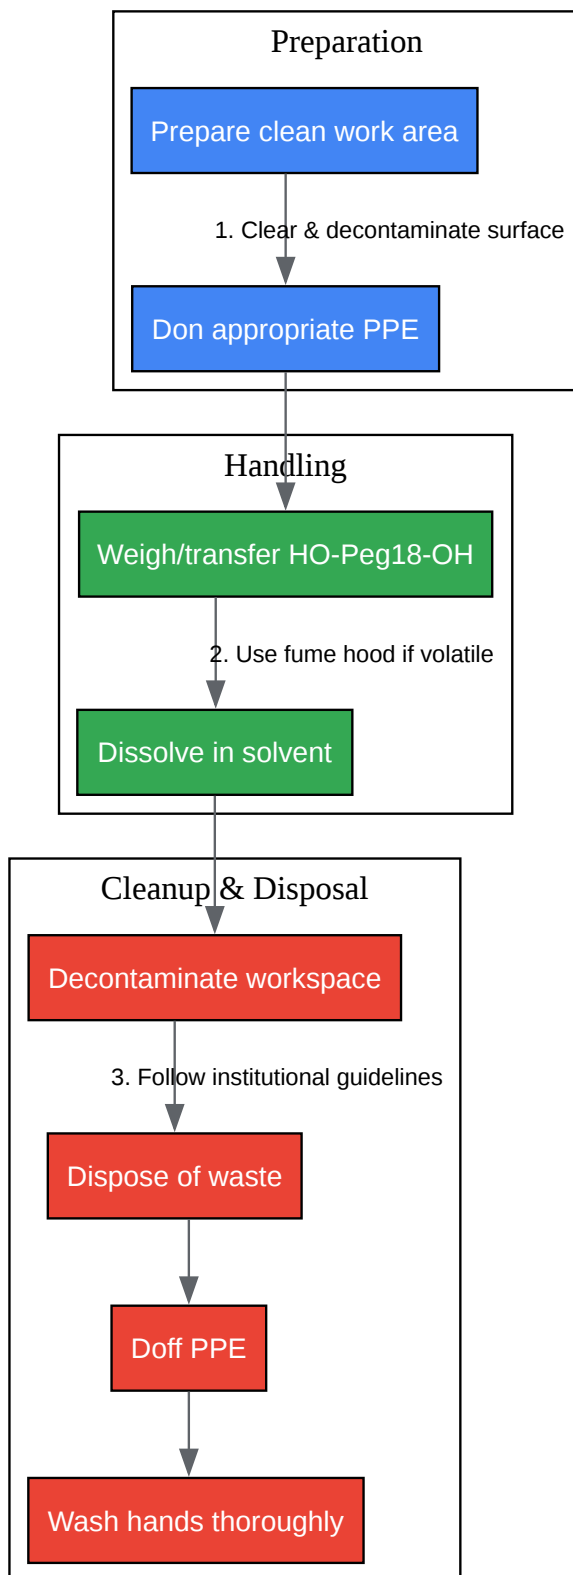 Preparation
Prepare clean work area
1. Clear & decontaminate surface
Don appropriate PPE
Handling
Weigh/transfer HO-Peg18-OH
2. Use fume hood if volatile
Dissolve in solvent
Cleanup & Disposal
Decontaminate workspace
3. Follow institutional guidelines
Dispose of waste
Doff PPE
Wash hands thoroughly